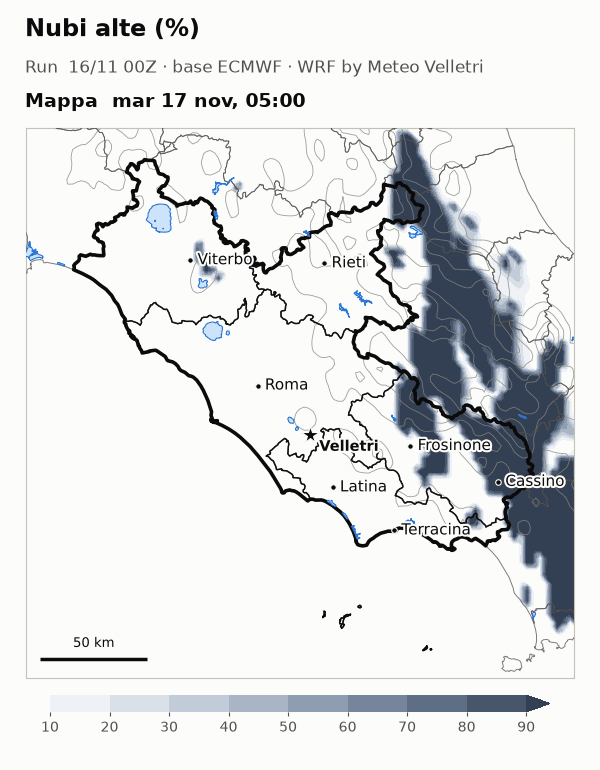 Nubi alte (%)
Run  16/11 00Z · base ECMWF · WRF by Meteo Velletri
Mappa  mar 17 nov, 05:00
Viterbo
Rieti
Roma
Velletri
Frosinone
Cassino
Latina
Terracina
50 km
10 20 30 40 50 60 70 80 90